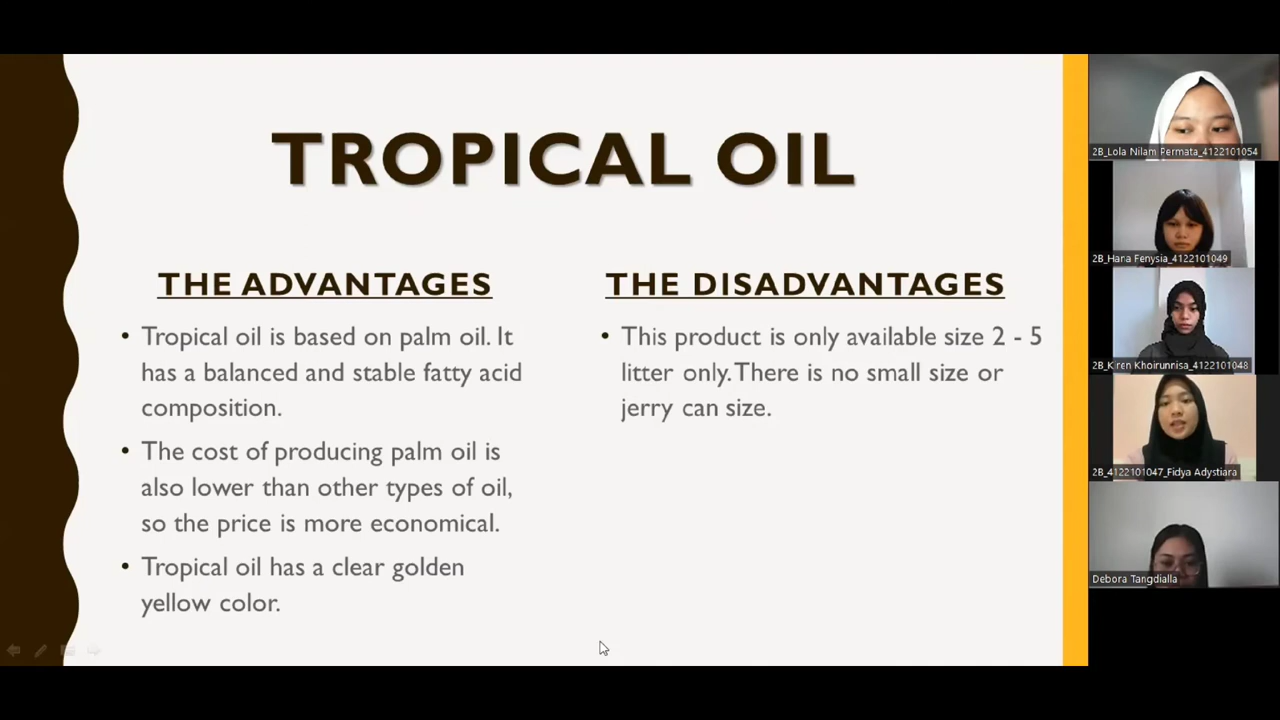 TROPICAL OIL
THE ADVANTAGES
• Tropical oil is based on palm oil. It
has a balanced and stable fatty acid
composition.
• The cost of producing palm oil is
also lower than other types of oil,
so the price is more economical.
• Tropical oil has a clear golden
yellow color.
THE DISADVANTAGES
• This product is only available size 2 - 5
litter only. There is no small size or
jerry can size.
2B_Lola Nilam Permata_4122101054
2B_Hana Fenysia_4122101049
2B_Kiren Khoirunnisa_4122101048
2B_4122101047_Fidya Adystiara
Debora Tangdialla